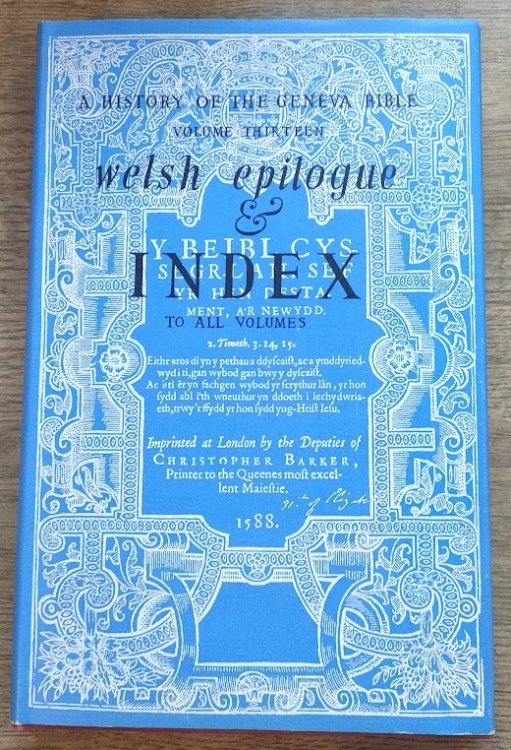 A HISTORY OF THE GENEVA BIBLE
VOLUME THIRTEEN
welsh epilogue
&
INDEX
TO ALL VOLUMES
Y BEIBL CYS-
SEGR-LAN. SEF
YR HEN DESTA-
MENT, A'R NEWYDD.
2. Timoth. 3. 14, 15.
Eithr aros di yn y pethau a ddyscaist, ac a ymddyried-
wyd i ti, gan wybod gan bwy y dyscaist.
Ac i ti er yn fachgen wybod yr scrythur lân, yr hon
sydd abl i'th wneuthur yn ddoeth i iechydwria-
eth, trwy'r ffydd yr hon sydd yng-Hrist Iesu.
Imprinted at London by the Deputies of
CHRISTOPHER BARKER,
Printer to the Queenes most excel-
lent Maiestie.
1588.